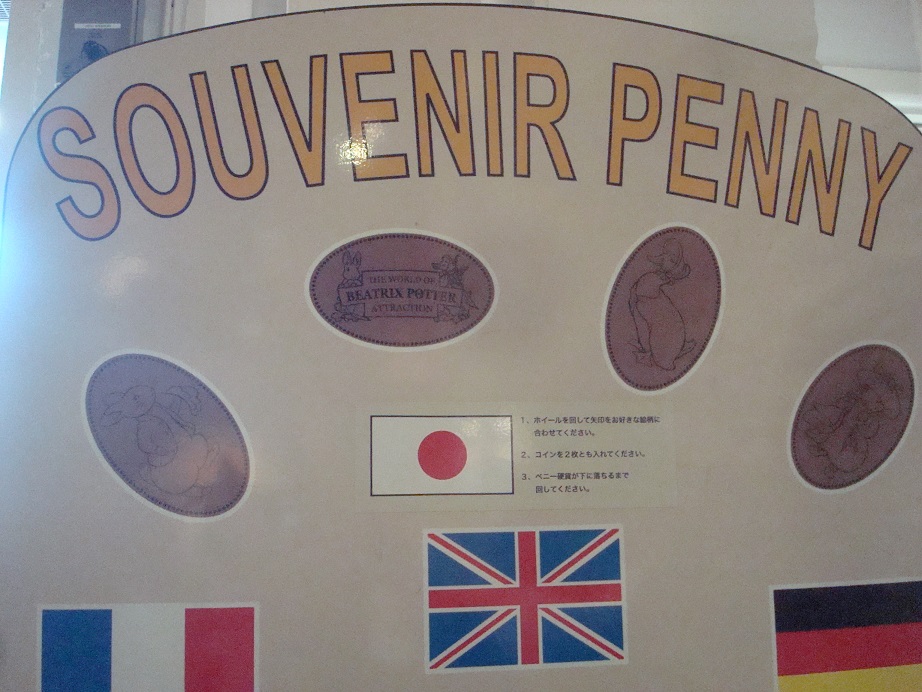 SOUVENIR PENNY
THE WORLD OF
BEATRIX POTTER
ATTRACTION
1、ホイールを回して矢印をお好きな絵柄に
合わせてください。
2、コインを2枚とも入れてください。
3、ペニー硬貨が下に落ちるまで
回してください。